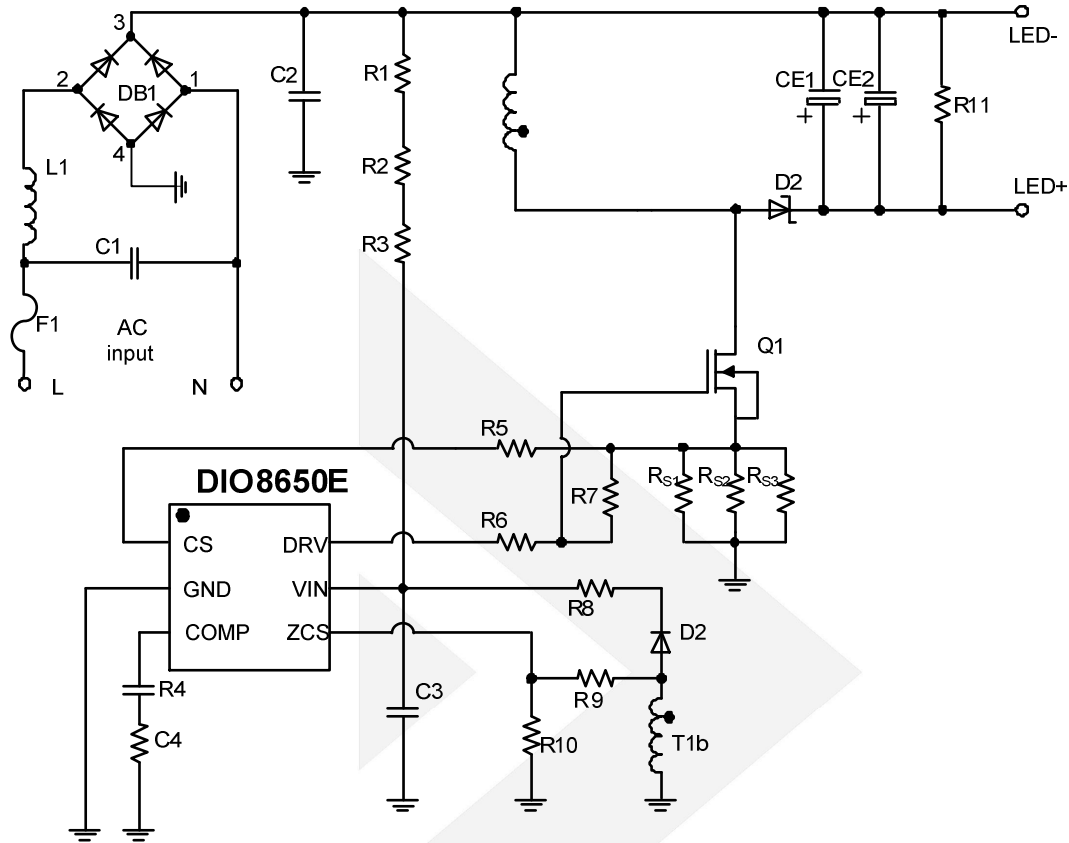 3
LED-
C2
R1
CE1
CE2
2
DB1
1
R11
4
R2
L1
D2
LED+
R3
C1
F1
AC
input
Q1
L
N
R5
DIO8650E
RS1
RS2
RS3
R7
R6
CS
DRV
GND
VIN
R8
COMP
ZCS
D2
R4
C3
R9
C4
R10
T1b
+
+